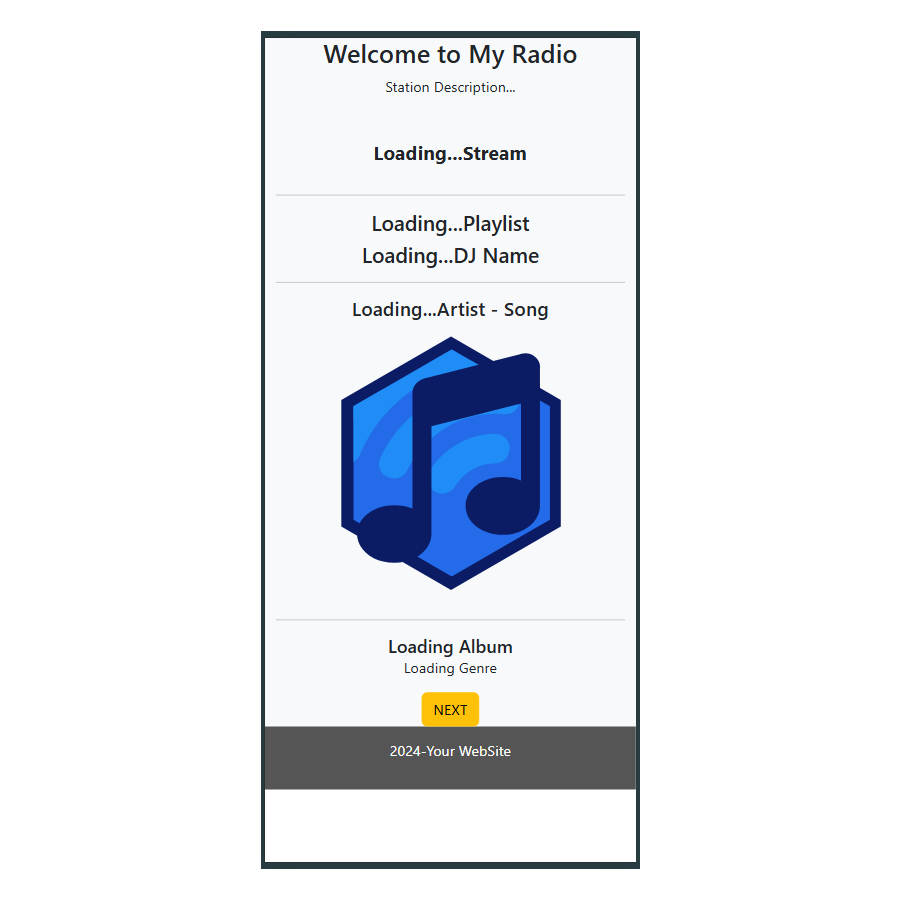 Welcome to My Radio
Station Description...
Loading...Stream
Loading...Playlist
Loading...DJ Name
Loading...Artist - Song
Loading Album
Loading Genre
NEXT
2024-Your WebSite